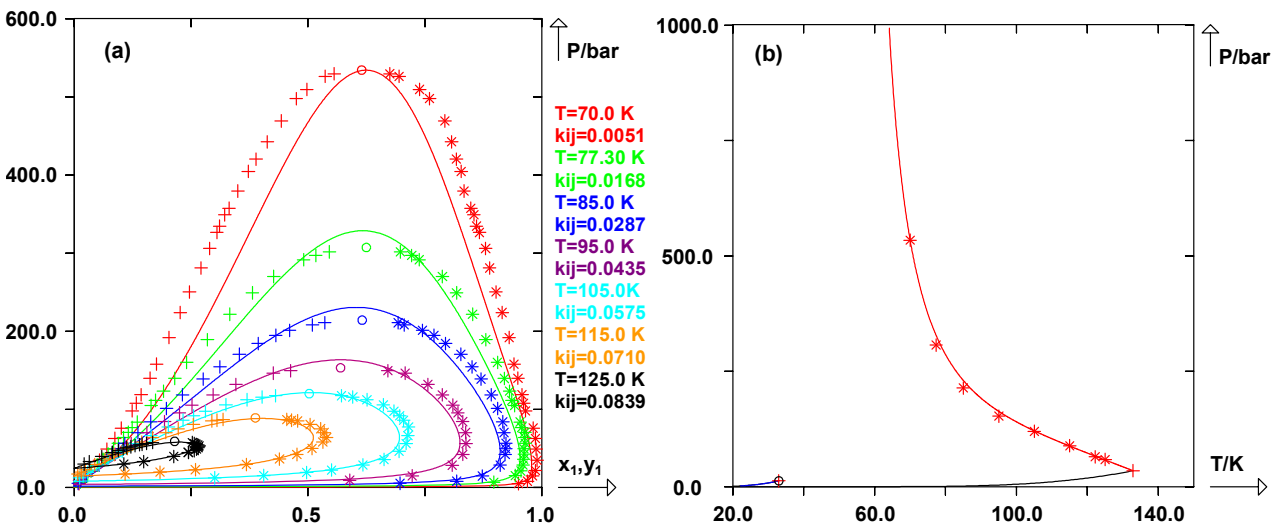 600.0
(a)
P/bar
400.0
T=70.0 K
kij=0.0051
T=77.30 K
kij=0.0168
T=85.0 K
kij=0.0287
T=95.0 K
kij=0.0435
T=105.0K
kij=0.0575
T=115.0 K
kij=0.0710
T=125.0 K
kij=0.0839
200.0
x1,y1
0.0
0.0
0.5
1.0
1000.0
(b)
P/bar
500.0
T/K
0.0
20.0
60.0
100.0
140.0